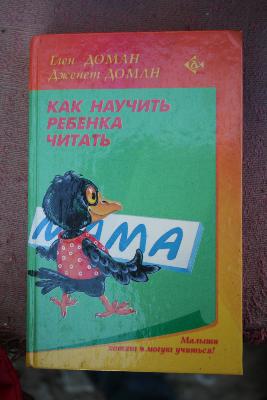 Глен ДОМАН
Дженет ДОМАН
КАК НАУЧИТЬ
РЕБЕНКА
ЧИТАТЬ
МАМА
Малыши
хотят и могут учиться!